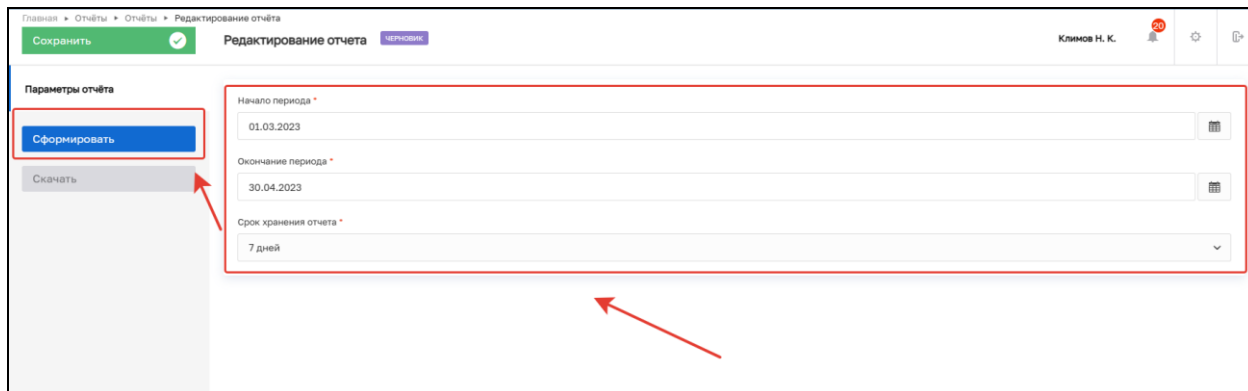 Главная ▸ Отчёты ▸ Отчёты ▸ Редактирование отчёта
Сохранить
Редактирование отчета ЧЕРНОВИК
Климов Н. К.
20
Параметры отчёта
Сформировать
Скачать
Начало периода *
01.03.2023
Окончание периода *
30.04.2023
Срок хранения отчета *
7 дней